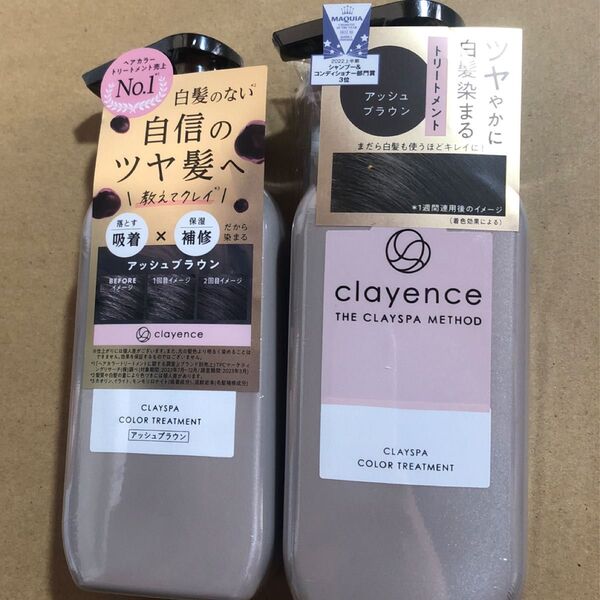 ヘアカラー
トリートメント売上
No.1
白髪のない
自信の
ツヤ髪へ
教えてクレイ
落とす
吸着
×
保湿
補修
だから
染まる
アッシュブラウン
BEFORE
イメージ
1回目イメージ
2回目イメージ
clayence
CLAYSPA
COLOR TREATMENT
アッシュブラウン
MAQUIA
2022上半期
シャンプー&
コンディショナー部門賞
3位
アッシュ
ブラウン
トリートメント
ツヤやかに
白髪染まる
まだら白髪も使うほどキレイに!
*1週間連用後のイメージ
(着色効果による)
clayence
THE CLAYSPA METHOD
CLAYSPA
COLOR TREATMENT